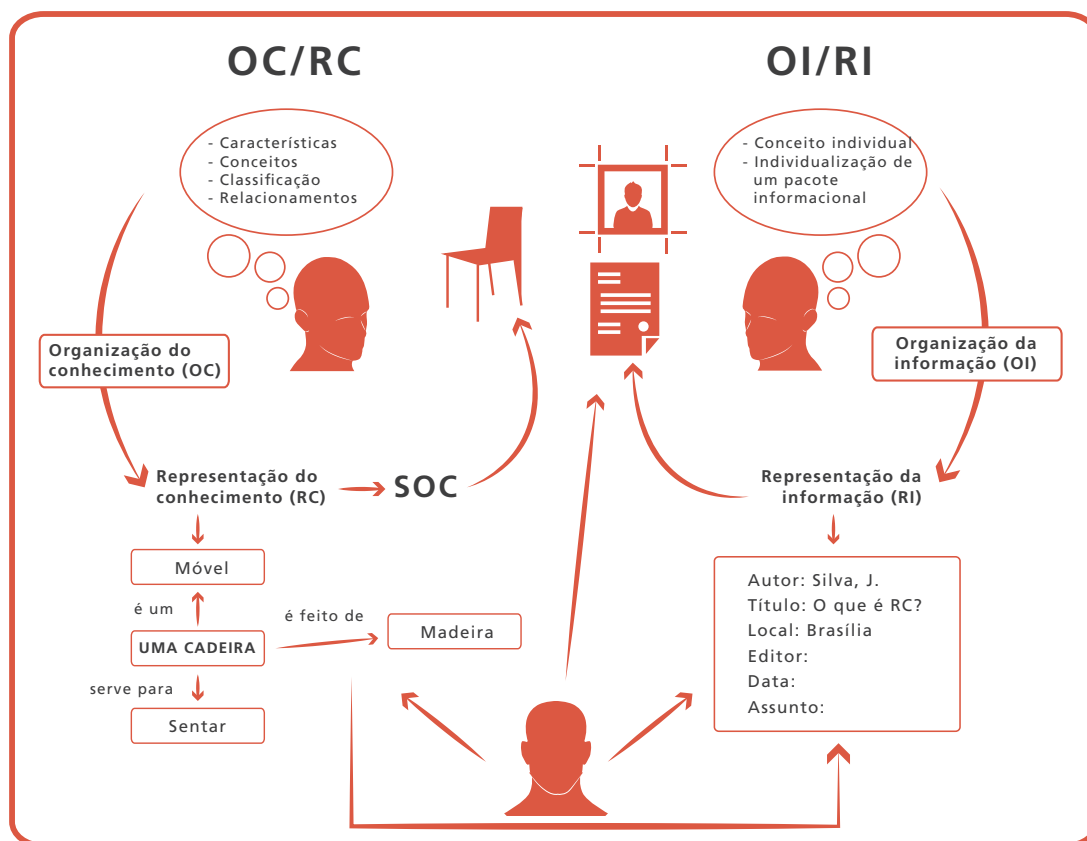 OC/RC
- Características
- Conceitos
- Classificação
- Relacionamentos
Organização do
conhecimento (OC)
Representação do
conhecimento (RC)
SOC
Móvel
é um
UMA CADEIRA
é feito de
Madeira
serve para
Sentar
OI/RI
- Conceito individual
- Individualização de
um pacote
informacional
Organização da
informação (OI)
Representação da
informação (RI)
Autor: Silva, J.
Título: O que é RC?
Local: Brasília
Editor:
Data:
Assunto: